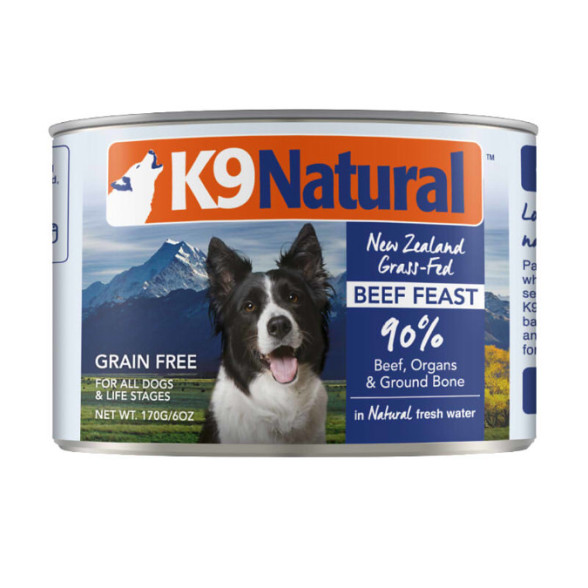 K9Natural™
New Zealand
Grass-Fed
BEEF FEAST
90%
Beef, Organs
& Ground Bone
in Natural fresh water
GRAIN FREE
FOR ALL DOGS
& LIFE STAGES
NET WT. 170G/6OZ